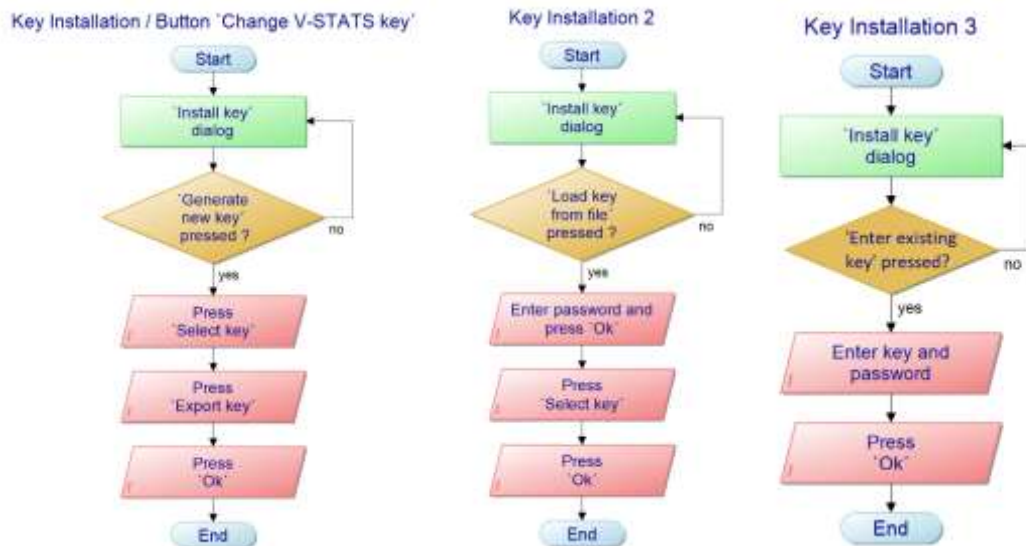 Key Installation / Button ´Change V-STATS key´
Start
´Install key´
dialog
´Generate
new key´
pressed ?
no
yes
Press
´Select key´
Press
´Export key´
Press
´Ok´
End
Key Installation 2
Start
´Install key´
dialog
´Load key
from file´
pressed ?
no
yes
Enter password and
press ´Ok´
Press
´Select key´
Press
´Ok´
End
Key Installation 3
Start
´Install key´
dialog
'Enter existing
key' pressed?
no
yes
Enter key and
password
Press
´Ok´
End